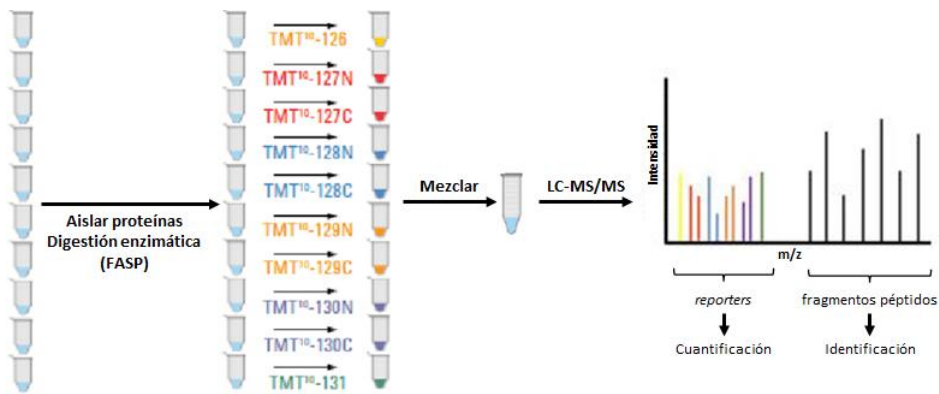 Aislar proteínas
Digestión enzimática
(FASP)
TMT¹⁰-126
TMT¹⁰-127N
TMT¹⁰-127C
TMT¹⁰-128N
TMT¹⁰-128C
TMT¹⁰-129N
TMT¹⁰-129C
TMT¹⁰-130N
TMT¹⁰-130C
TMT¹⁰-131
Mezclar
LC-MS/MS
Intensidad
m/z
reporters
fragmentos péptidos
Cuantificación
Identificación